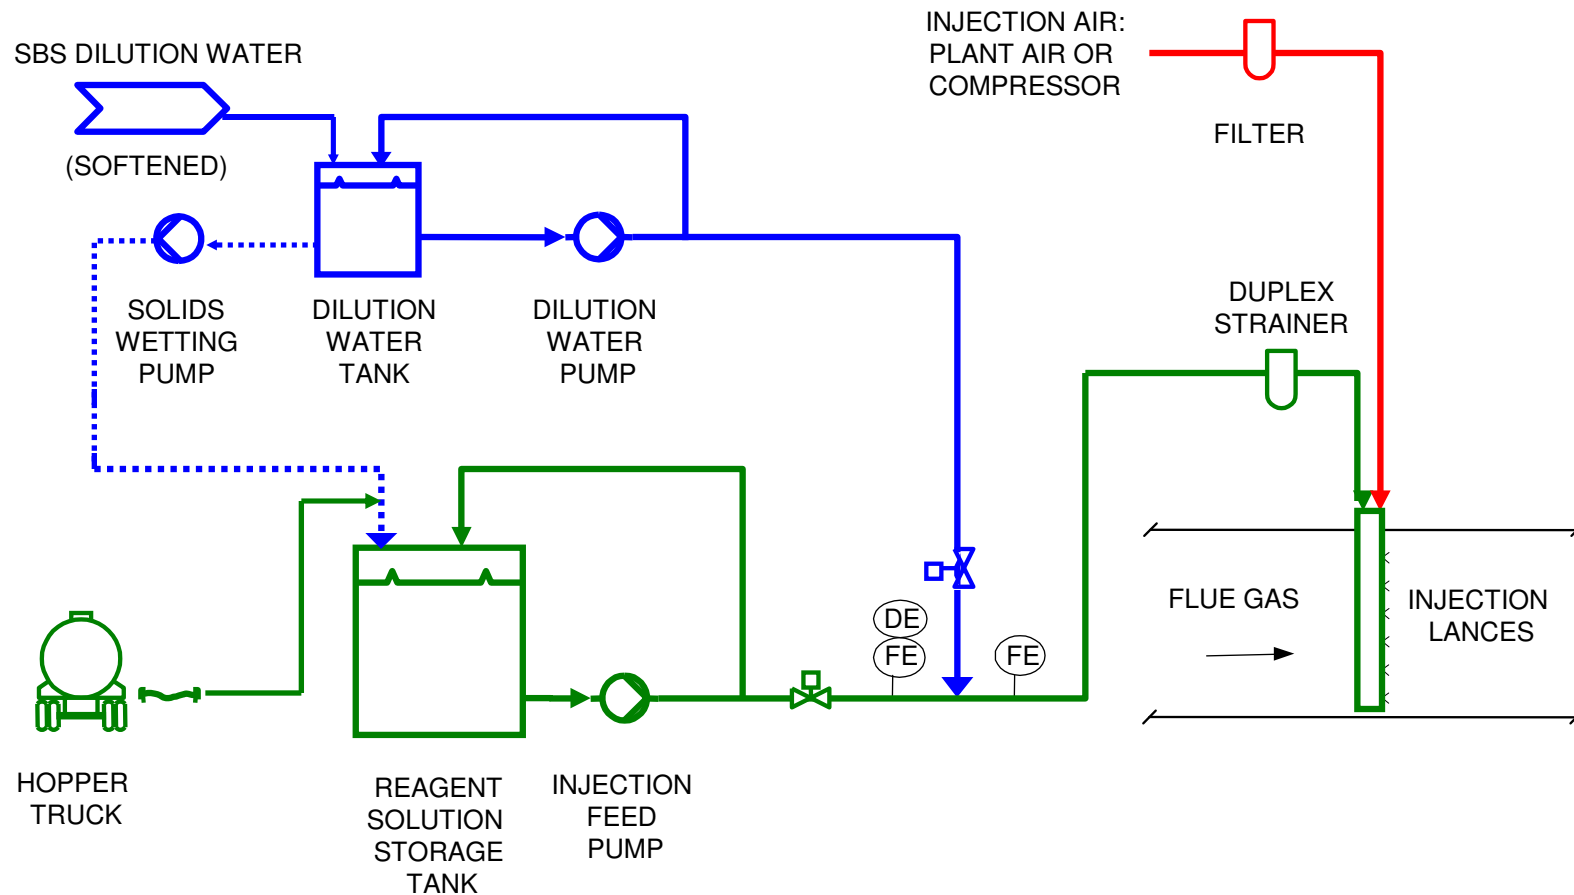 INJECTION AIR:
PLANT AIR OR
COMPRESSOR
SBS DILUTION WATER
(SOFTENED)
FILTER
SOLIDS
WETTING
PUMP
DILUTION
WATER
TANK
DILUTION
WATER
PUMP
DUPLEX
STRAINER
DE
FE
FE
FLUE GAS
INJECTION
LANCES
HOPPER
TRUCK
REAGENT
SOLUTION
STORAGE
TANK
INJECTION
FEED
PUMP